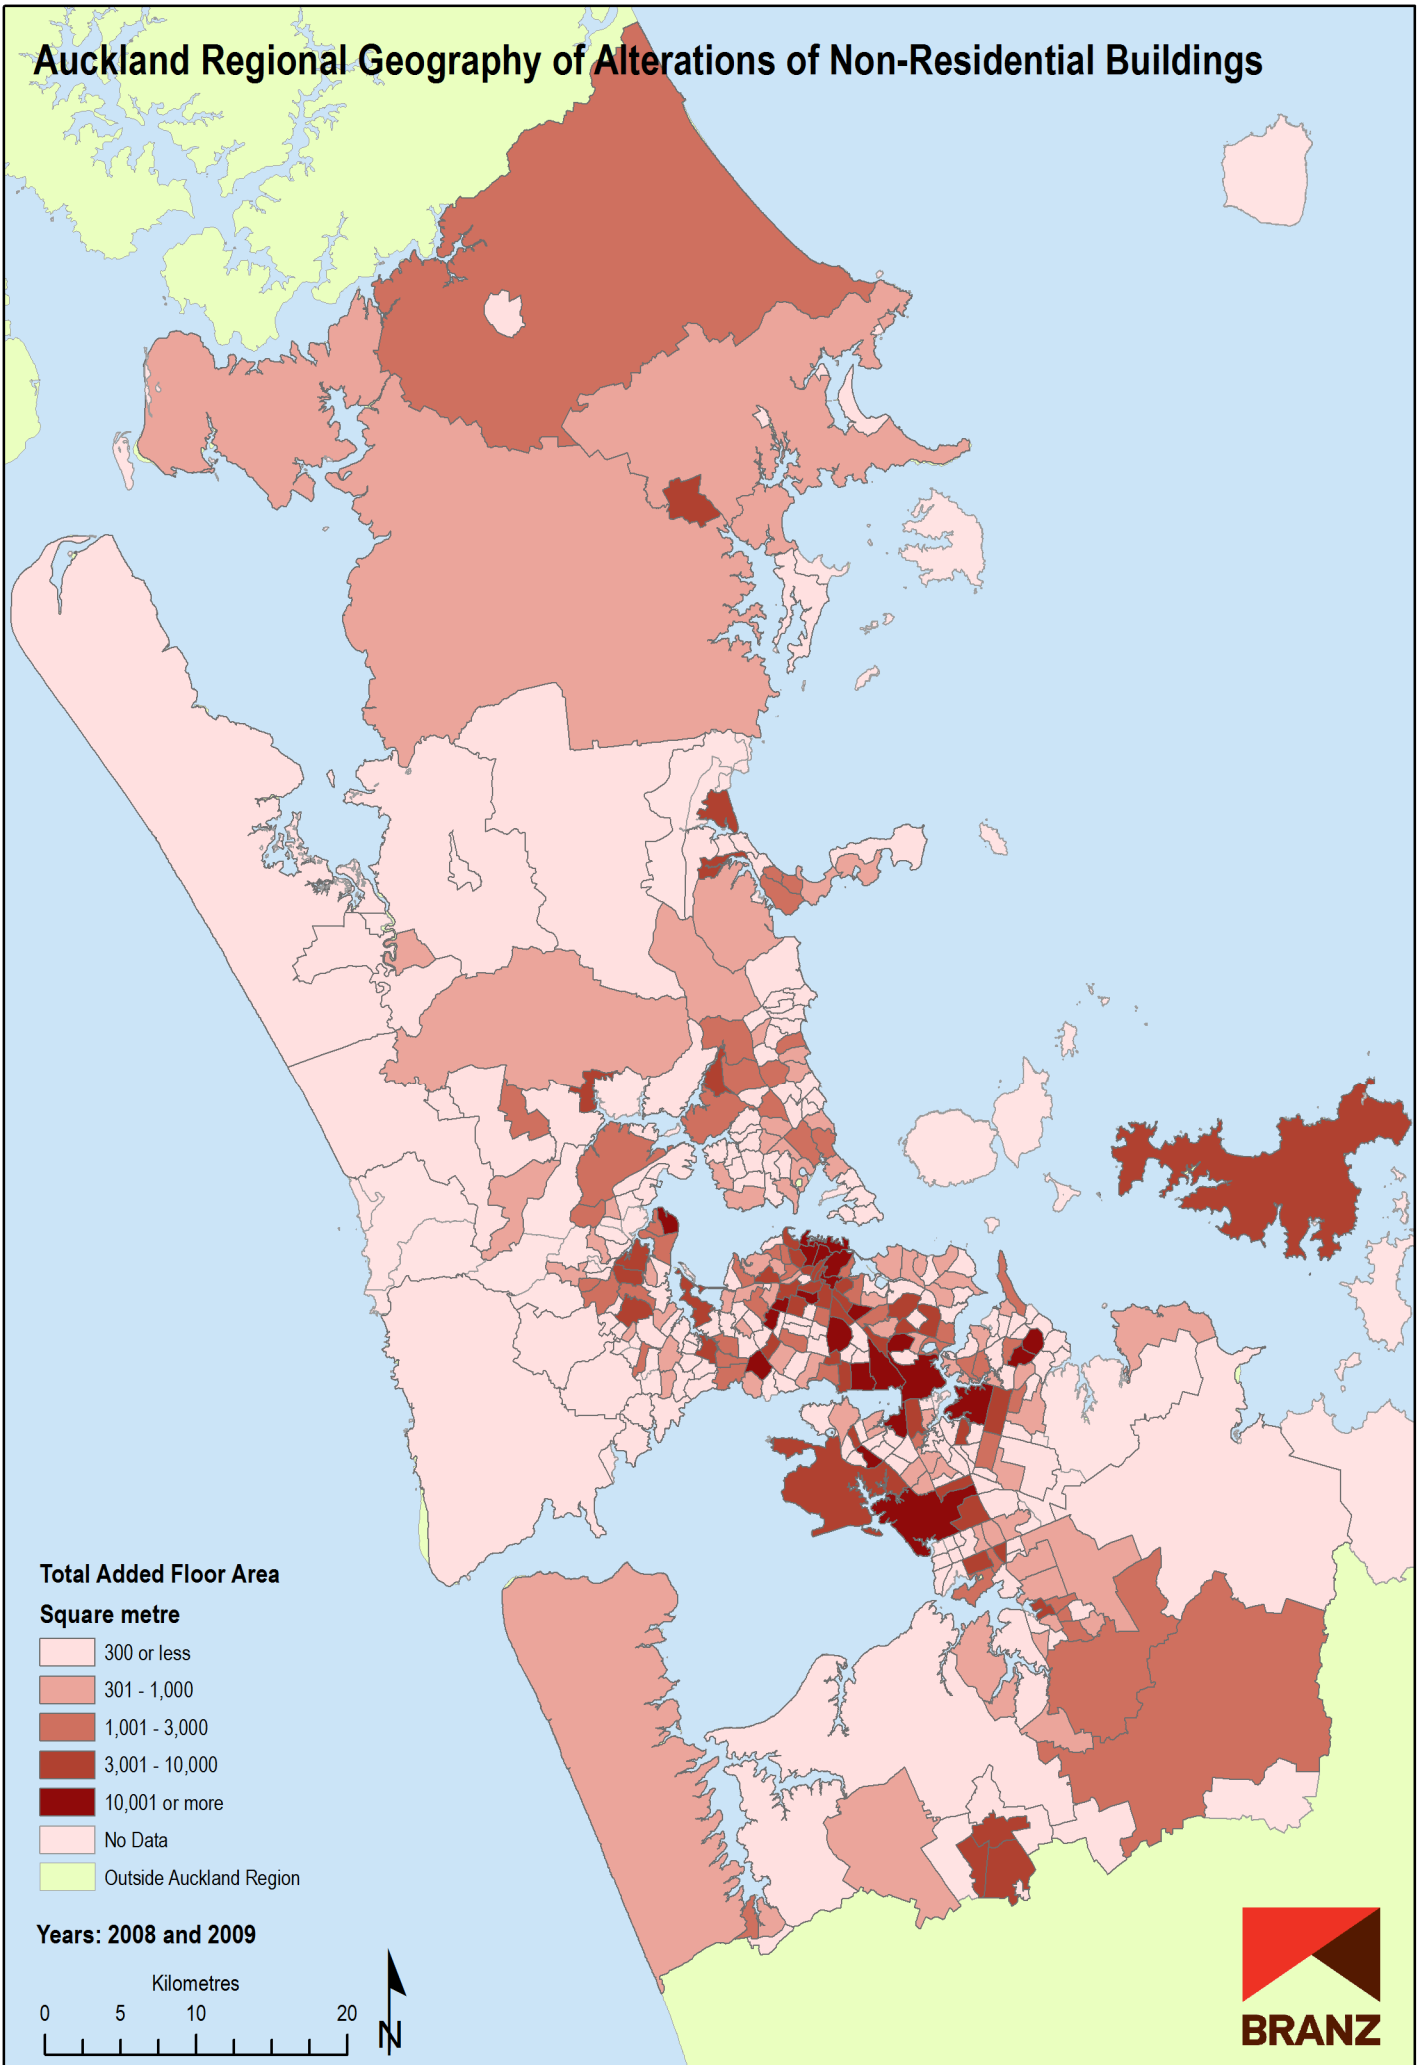 Auckland Regional Geography of Alterations of Non-Residential Buildings
Total Added Floor Area
Square metre
300 or less
301 - 1,000
1,001 - 3,000
3,001 - 10,000
10,001 or more
No Data
Outside Auckland Region
Years: 2008 and 2009
Kilometres
0 5 10 20
N
BRANZ